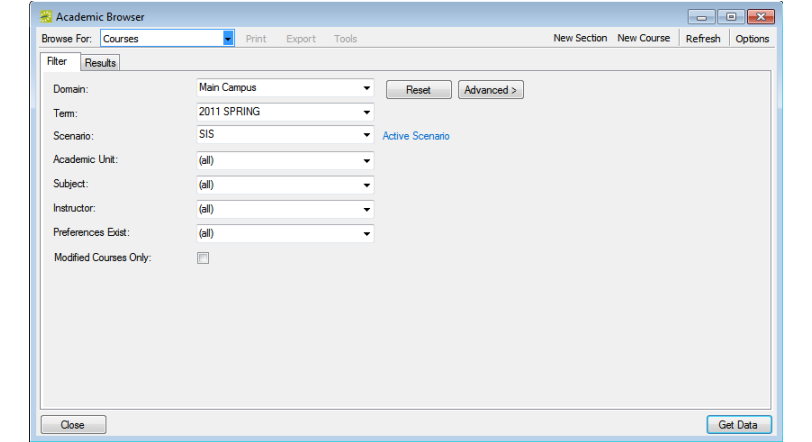 Academic Browser
Browse For: Courses Print Export Tools New Section New Course Refresh Options
Filter Results
Domain: Main Campus Reset Advanced >
Term: 2011 SPRING
Scenario: SIS Active Scenario
Academic Unit: (all)
Subject: (all)
Instructor: (all)
Preferences Exist: (all)
Modified Courses Only:
Close Get Data